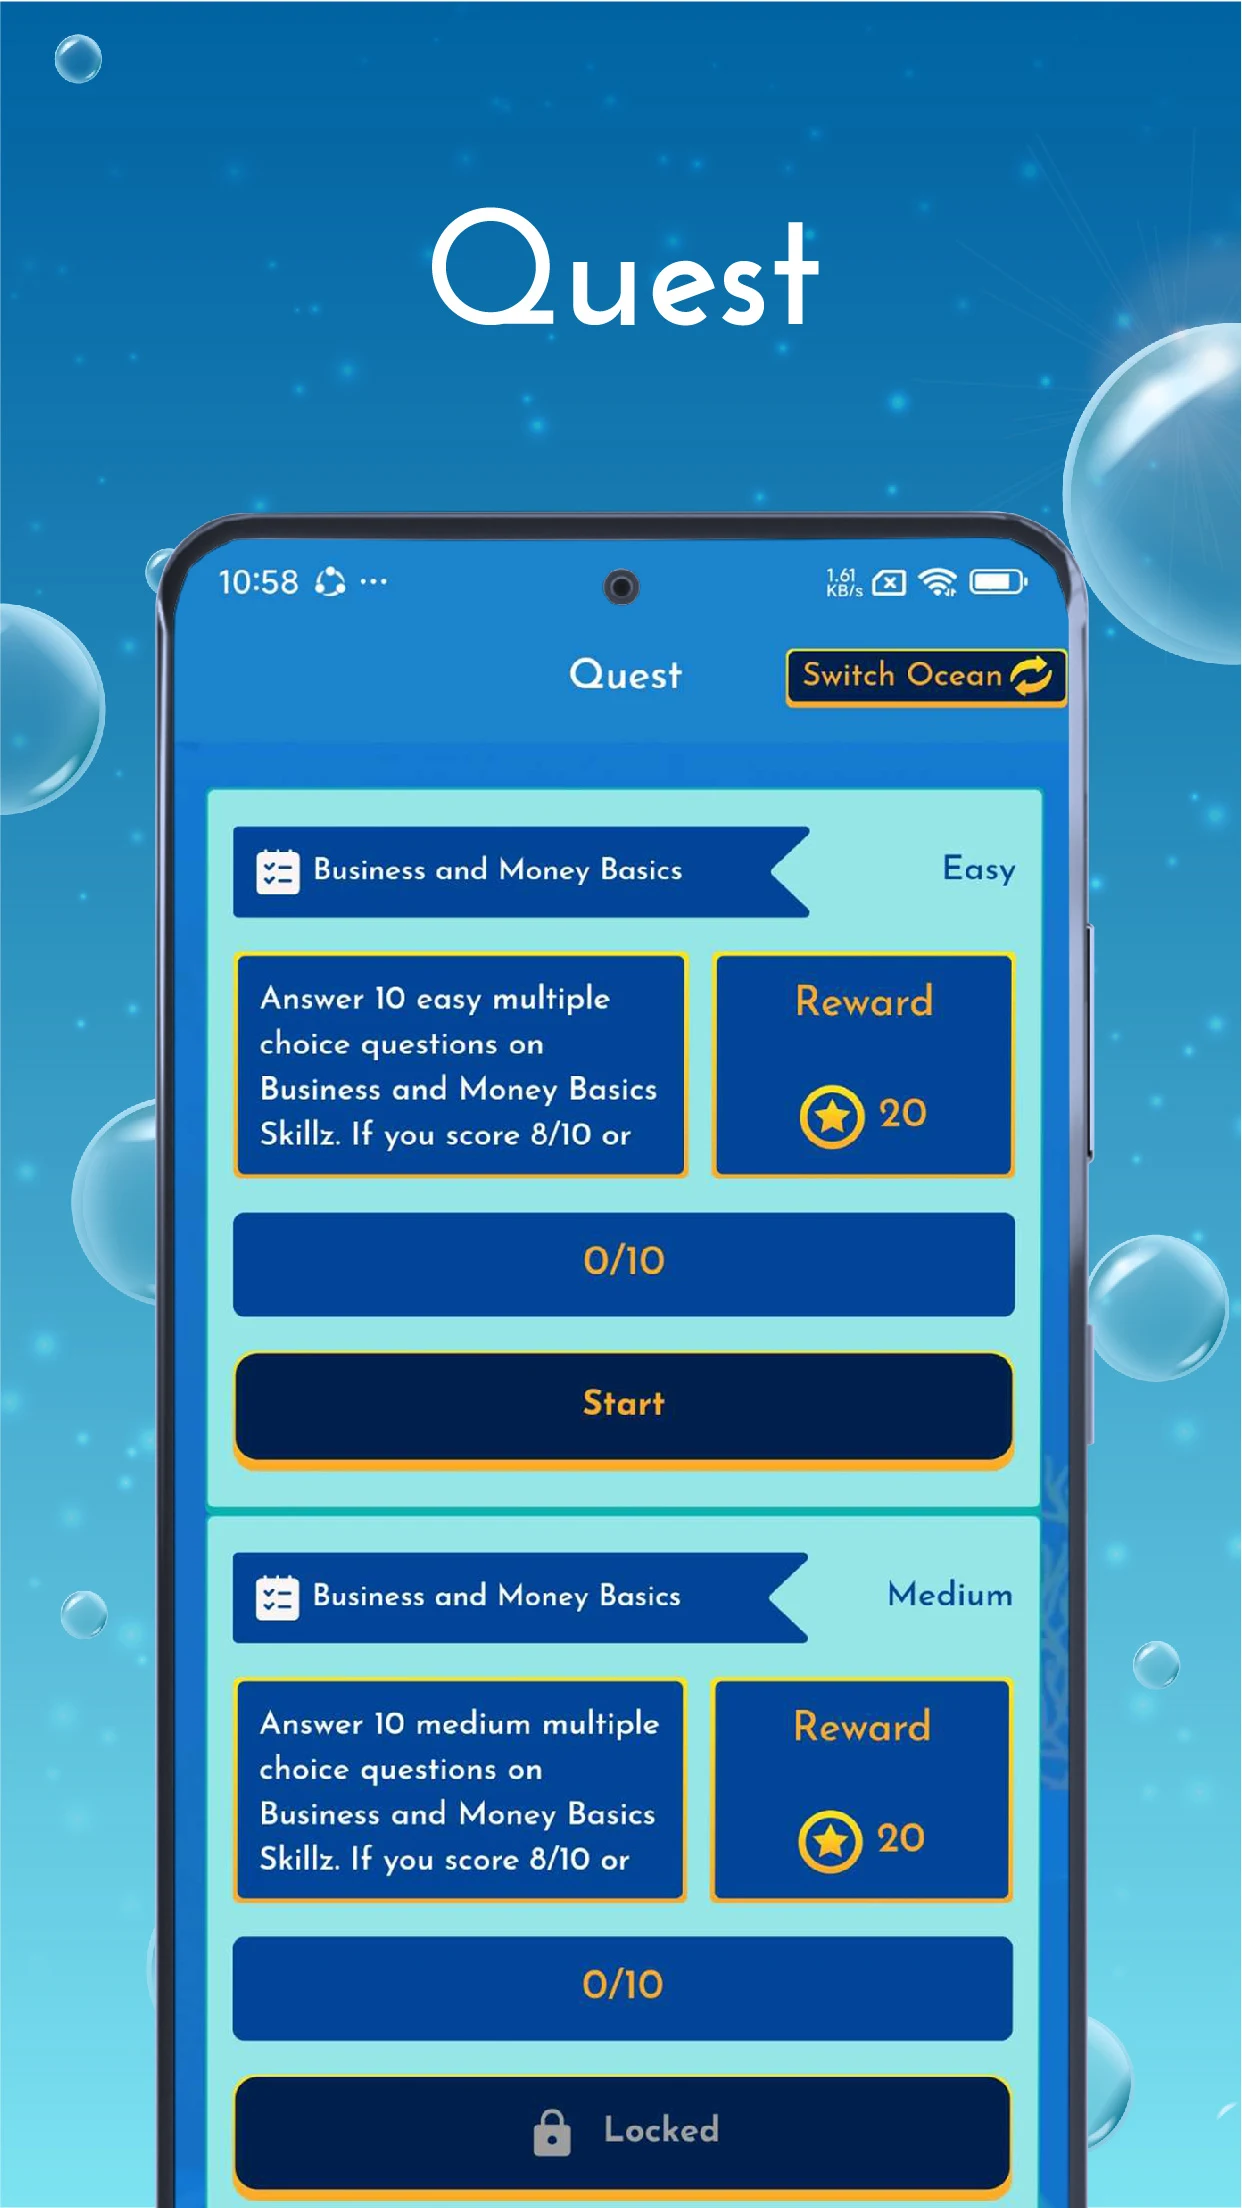 Quest
10:58 ...
1.61
KB/s
Quest
Switch Ocean
Business and Money Basics
Easy
Answer 10 easy multiple
choice questions on
Business and Money Basics
Skillz. If you score 8/10 or
Reward
20
0/10
Start
Business and Money Basics
Medium
Answer 10 medium multiple
choice questions on
Business and Money Basics
Skillz. If you score 8/10 or
Reward
20
0/10
Locked